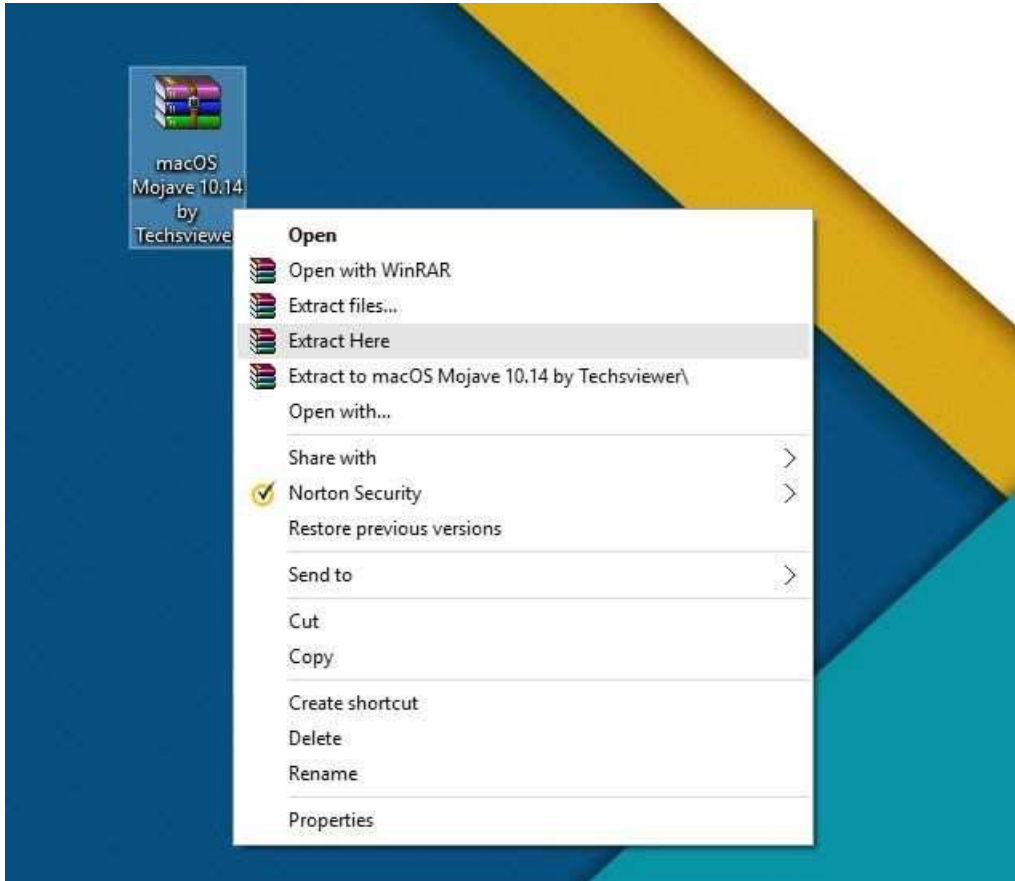 macOS
Mojave 10.14
by
Techsviewe
Open
Open with WinRAR
Extract files...
Extract Here
Extract to macOS Mojave 10.14 by Techsviewer\
Open with...
Share with
Norton Security
Restore previous versions
Send to
Cut
Copy
Create shortcut
Delete
Rename
Properties